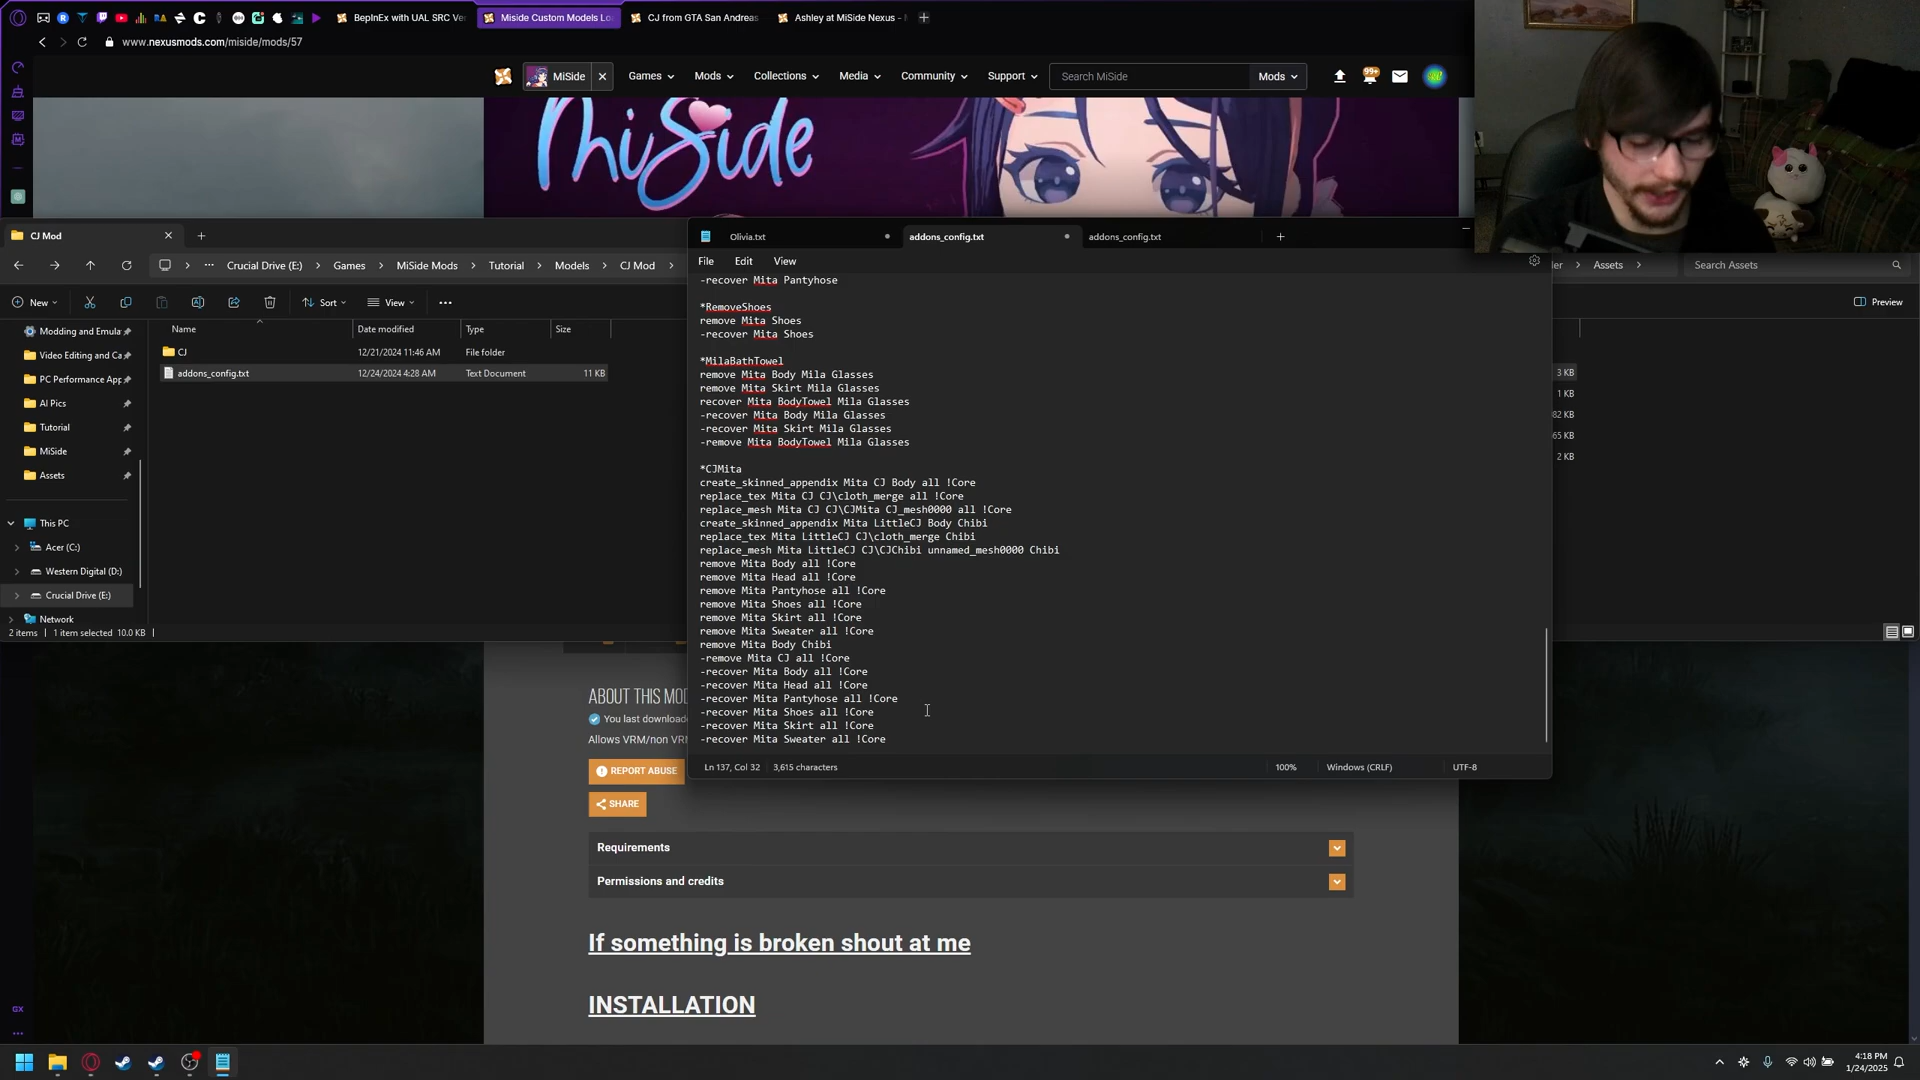 BepInEx with UAL SRC Ve
Miside Custom Models Lo
CJ from GTA San Andreas
Ashley at MiSide Nexus -
www.nexusmods.com/miside/mods/57
MiSide
Games
Mods
Collections
Media
Community
Support
Search MiSide
Mods
99+
MiSide
CJ Mod
Crucial Drive (E:)
Games
MiSide Mods
Tutorial
Models
CJ Mod
New
Sort
View
Name
Date modified
Type
Size
CJ
12/21/2024 11:46 AM
File folder
addons_config.txt
12/24/2024 4:28 AM
Text Document
11 KB
Modding and Emula
Video Editing and Ca
PC Performance App
AI Pics
Tutorial
MiSide
Assets
This PC
Acer (C:)
Western Digital (D:)
Crucial Drive (E:)
Network
2 items
1 item selected 10.0 KB
Olivia.txt
addons_config.txt
addons_config.txt
File
Edit
View
-recover Mita Pantyhose
*RemoveShoes
remove Mita Shoes
-recover Mita Shoes
*MilaBathTowel
remove Mita Body Mila Glasses
remove Mita Skirt Mila Glasses
recover Mita BodyTowel Mila Glasses
-recover Mita Body Mila Glasses
-recover Mita Skirt Mila Glasses
-remove Mita BodyTowel Mila Glasses
*CJMita
create_skinned_appendix Mita CJ Body all !Core
replace_tex Mita CJ CJ\cloth_merge all !Core
replace_mesh Mita CJ CJ\CJMita CJ_mesh0000 all !Core
create_skinned_appendix Mita LittleCJ Body Chibi
replace_tex Mita LittleCJ CJ\cloth_merge Chibi
replace_mesh Mita LittleCJ CJ\CJChibi unnamed_mesh0000 Chibi
remove Mita Body all !Core
remove Mita Head all !Core
remove Mita Pantyhose all !Core
remove Mita Shoes all !Core
remove Mita Skirt all !Core
remove Mita Sweater all !Core
remove Mita Body Chibi
-remove Mita CJ all !Core
-recover Mita Body all !Core
-recover Mita Head all !Core
-recover Mita Pantyhose all !Core
-recover Mita Shoes all !Core
-recover Mita Skirt all !Core
-recover Mita Sweater all !Core
Ln 137, Col 32
3,615 characters
100%
Windows (CRLF)
UTF-8
Assets
Search Assets
Preview
3 KB
1 KB
82 KB
65 KB
2 KB
ABOUT THIS MO
You last download
Allows VRM/non VR
REPORT ABUSE
SHARE
Requirements
Permissions and credits
If something is broken shout at me
INSTALLATION
GX
4:18 PM
1/24/2025